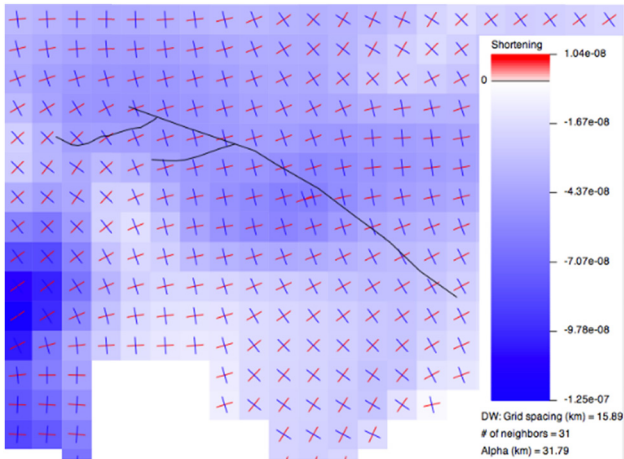 Shortening
1.04e-08
0
-1.67e-08
-4.37e-08
-7.07e-08
-9.78e-08
-1.25e-07
DW: Grid spacing (km) = 15.89
# of neighbors = 31
Alpha (km) = 31.79